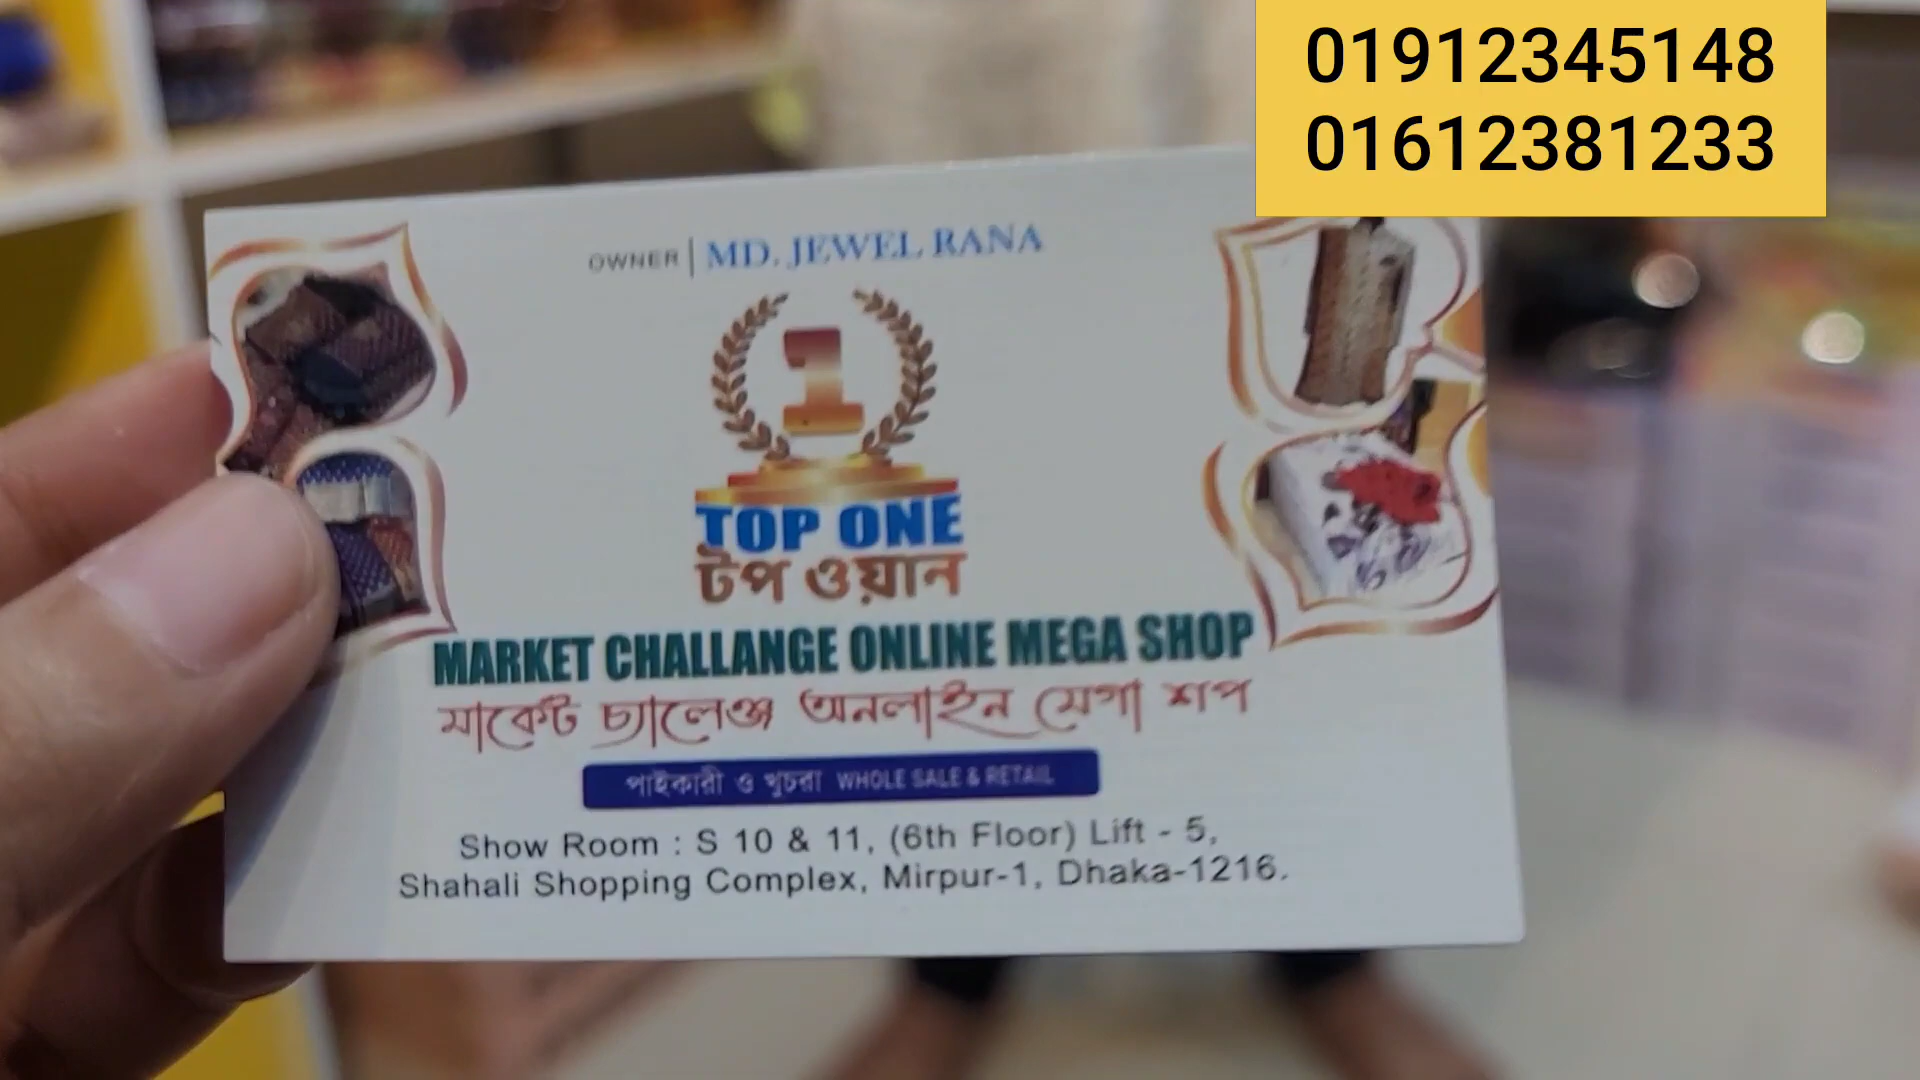 01912345148
01612381233
OWNER | MD. JEWEL RANA
1
TOP ONE
টপ ওয়ান
MARKET CHALLANGE ONLINE MEGA SHOP
মার্কেট চ্যালেঞ্জ অনলাইন মেগা শপ
পাইকারী ও খুচরা WHOLE SALE & RETAIL
Show Room : S 10 & 11, (6th Floor) Lift - 5,
Shahali Shopping Complex, Mirpur-1, Dhaka-1216.